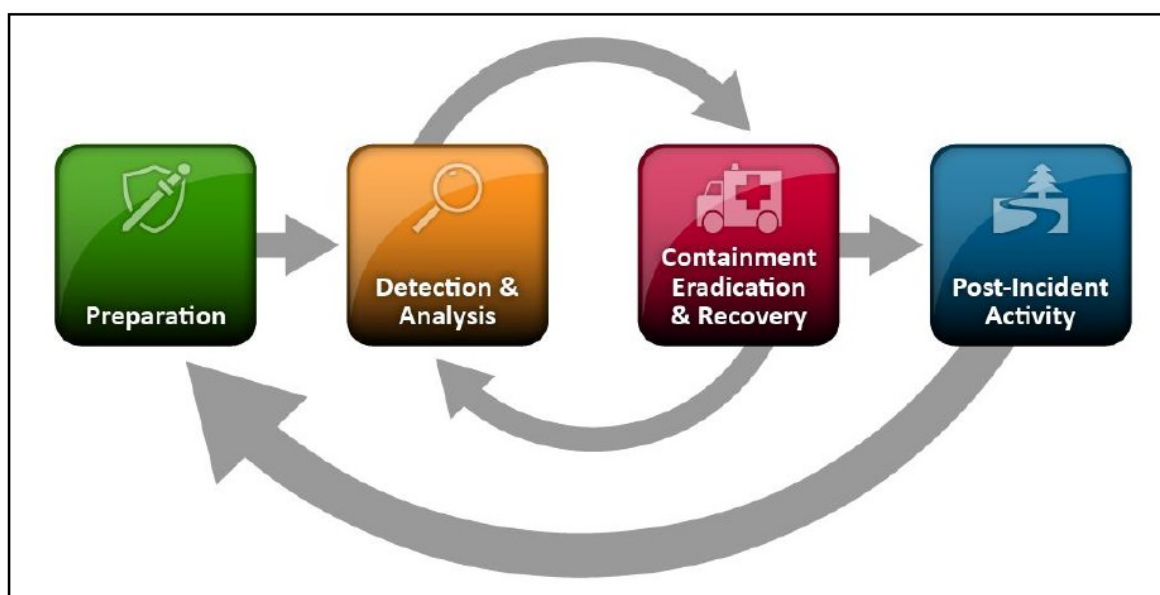 Preparation
Detection &
Analysis
Containment
Eradication
& Recovery
Post-Incident
Activity